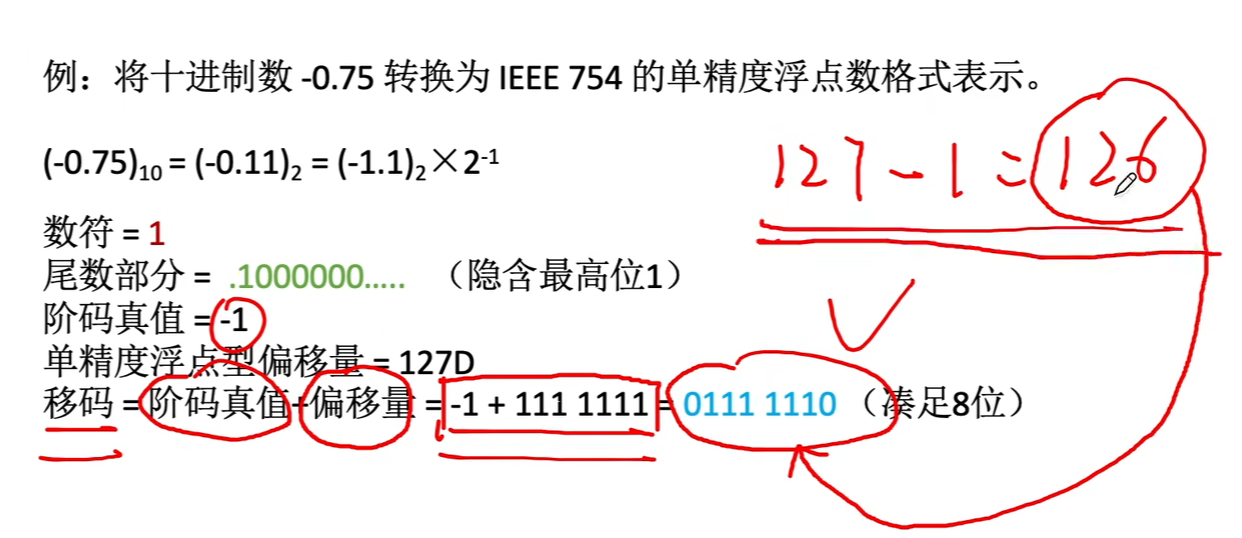 例：将十进制数 -0.75 转换为 IEEE 754 的单精度浮点数格式表示。
(-0.75)₁₀ = (-0.11)₂ = (-1.1)₂×2⁻¹
127 - 1 = 126
数符 = 1
尾数部分 = .1000000..... （隐含最高位1）
阶码真值 = -1
单精度浮点型偏移量 = 127D
移码 = 阶码真值+偏移量 = -1 + 111 1111 = 0111 1110 （凑足8位）